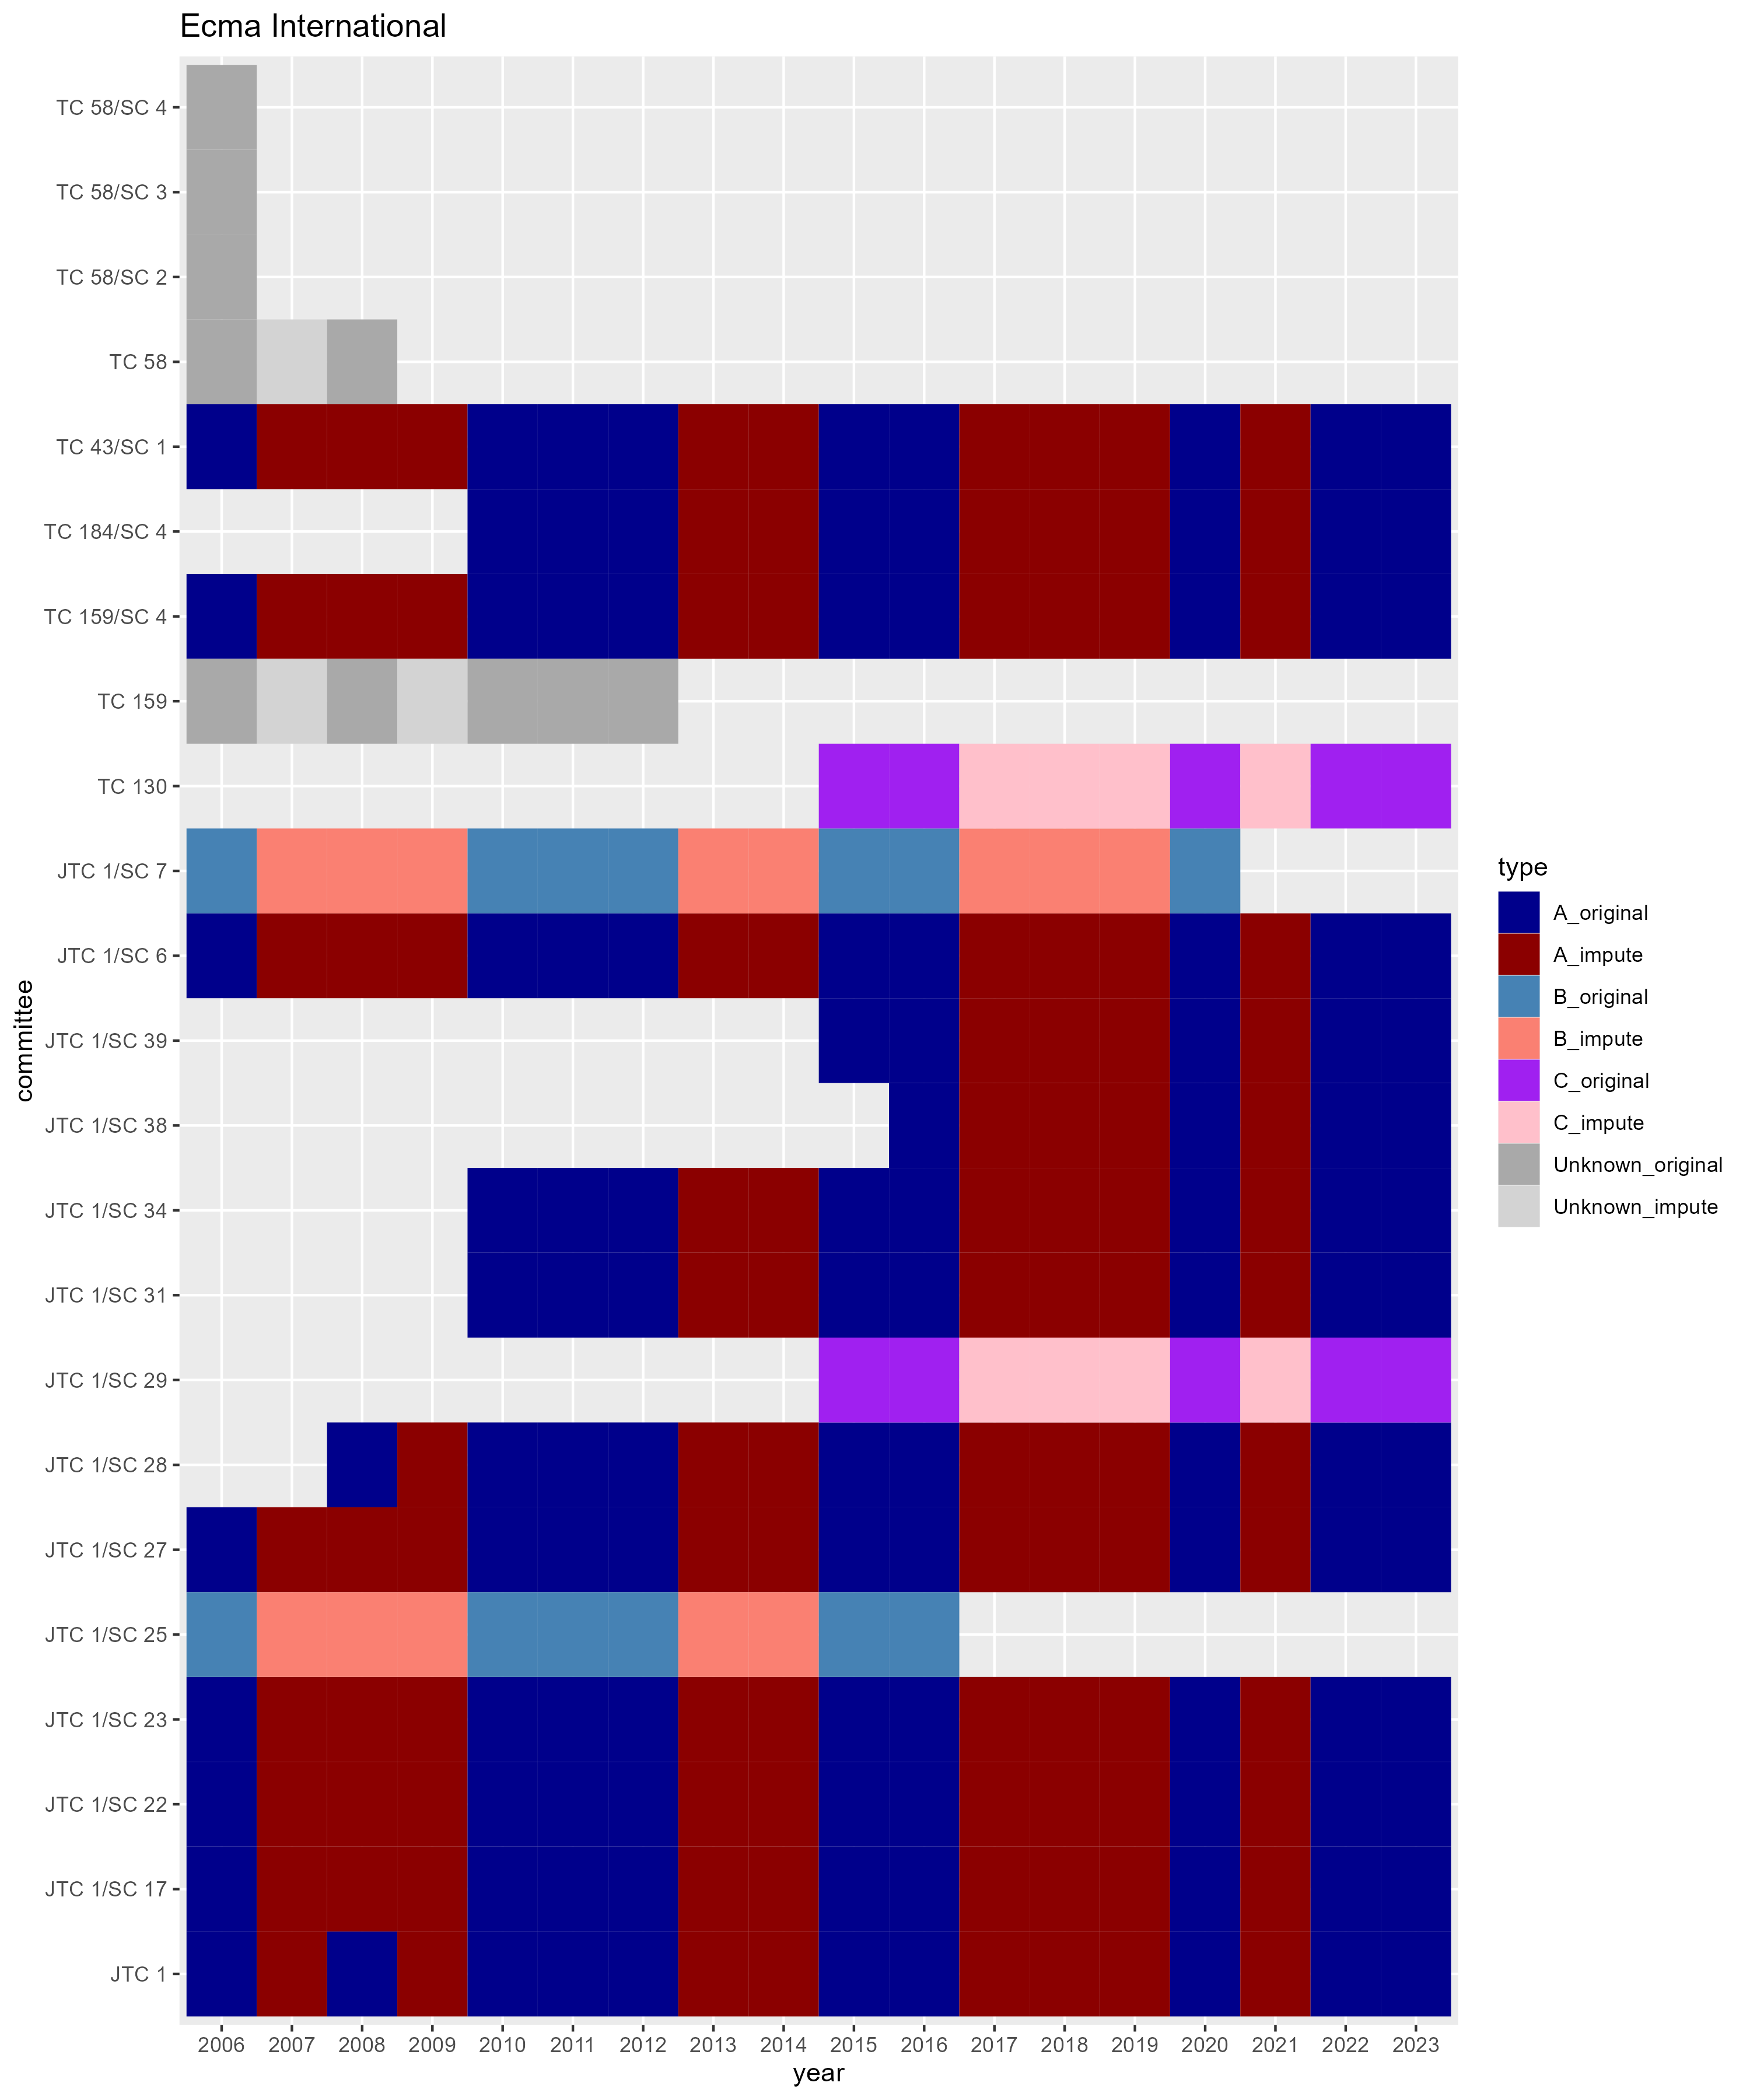 Ecma International
TC 58/SC 4
TC 58/SC 3
TC 58/SC 2
TC 58
TC 43/SC 1
TC 184/SC 4
TC 159/SC 4
TC 159
TC 130
JTC 1/SC 7
JTC 1/SC 6
JTC 1/SC 39
JTC 1/SC 38
JTC 1/SC 34
JTC 1/SC 31
JTC 1/SC 29
JTC 1/SC 28
JTC 1/SC 27
JTC 1/SC 25
JTC 1/SC 23
JTC 1/SC 22
JTC 1/SC 17
JTC 1
committee
2006 2007 2008 2009 2010 2011 2012 2013 2014 2015 2016 2017 2018 2019 2020 2021 2022 2023
year
type
A_original
A_impute
B_original
B_impute
C_original
C_impute
Unknown_original
Unknown_impute